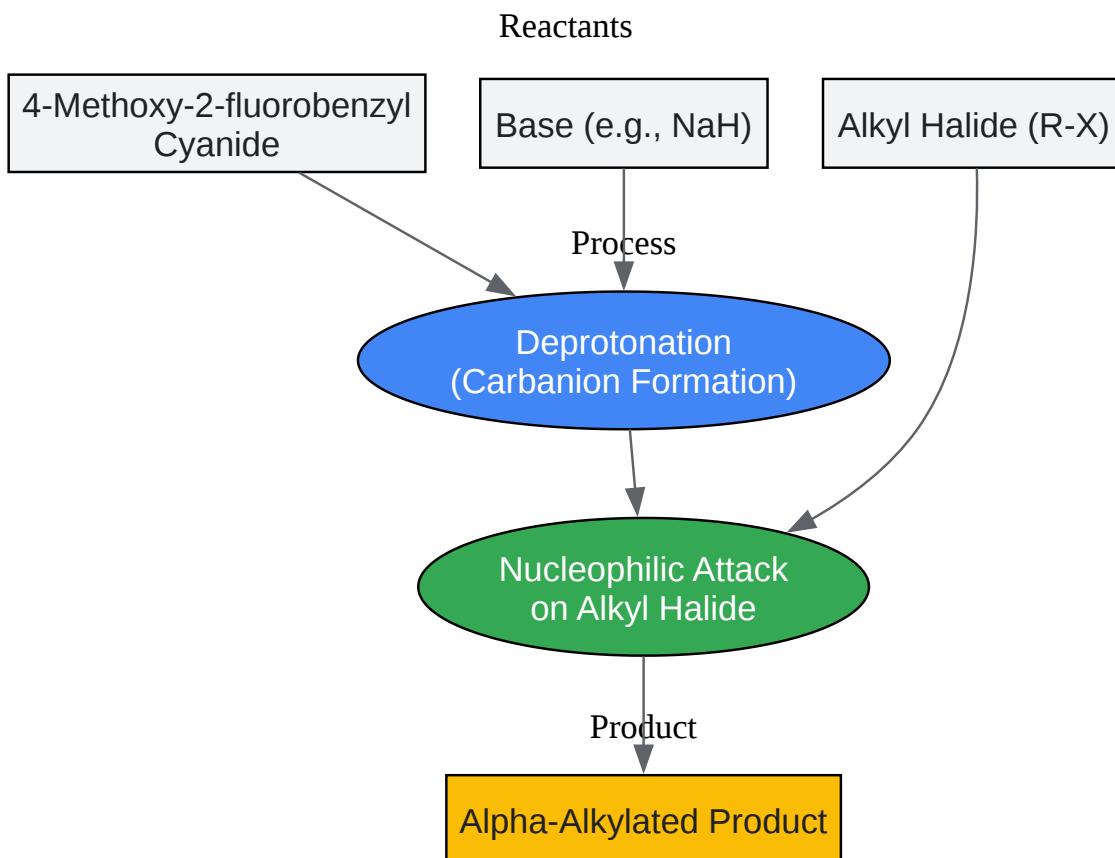 Reactants
4-Methoxy-2-fluorobenzyl
Cyanide
Base (e.g., NaH)
Alkyl Halide (R-X)
Process
Deprotonation
(Carbanion Formation)
Nucleophilic Attack
on Alkyl Halide
Product
Alpha-Alkylated Product